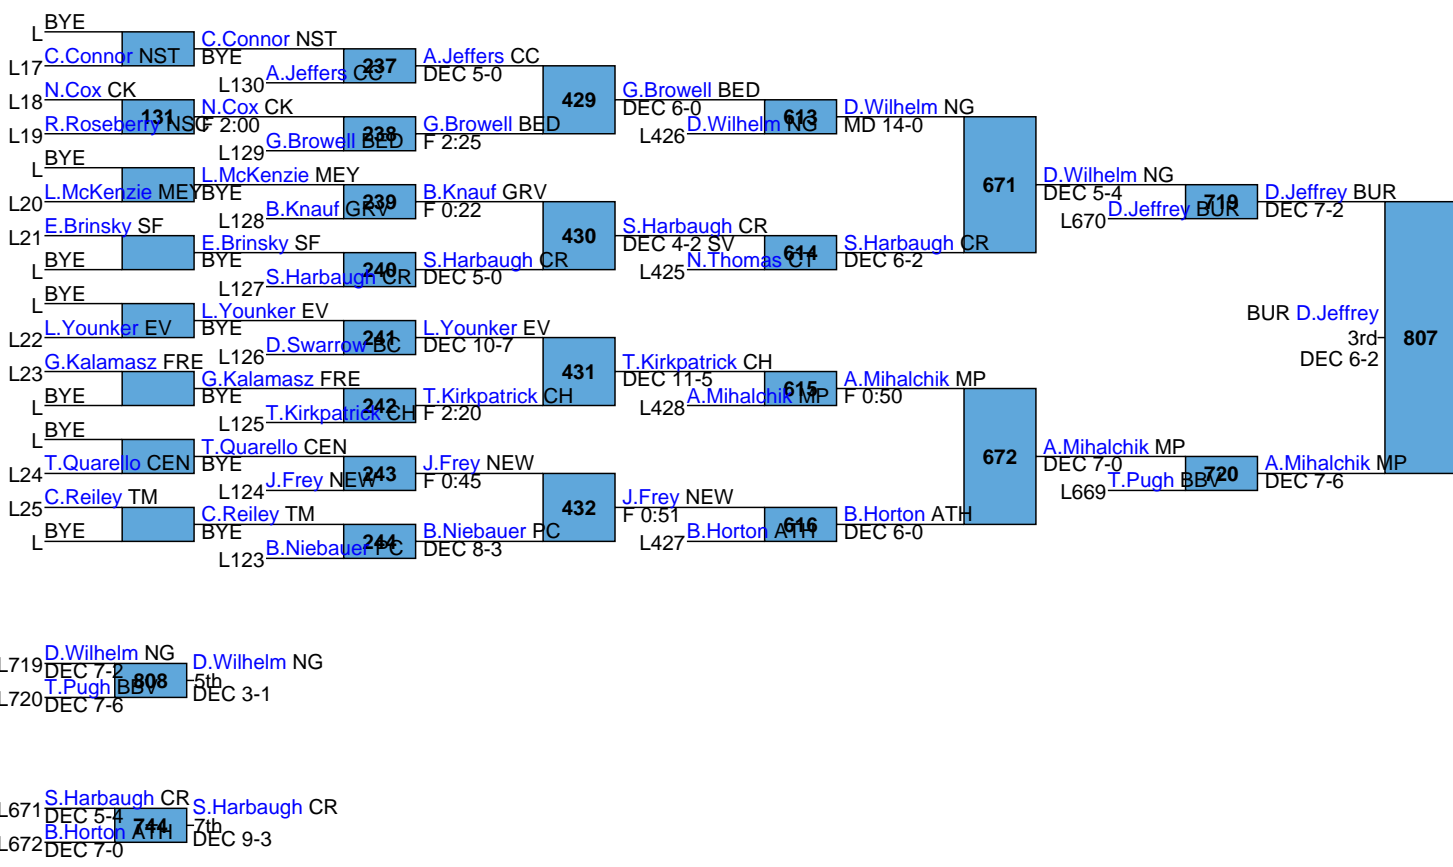 BYE
L
C.Connor NST
C.Connor NST
L17
BYE
237
A.Jeffers CC
L130
A.Jeffers CC
DEC 5-0
N.Cox CK
L18
131
N.Cox CK
429
G.Browell BED
R.Roseberry NSC
F 2:00
DEC 6-0
613
D.Wilhelm NG
L19
238
G.Browell BED
L426
D.Wilhelm NG
MD 14-0
L129
G.Browell BED
F 2:25
BYE
L
L.McKenzie MEY
671
D.Wilhelm NG
L.McKenzie MEY
BYE
239
B.Knauf GRV
DEC 5-4
719
D.Jeffrey BUR
L20
L128
B.Knauf GRV
F 0:22
L670
D.Jeffrey BUR
DEC 7-2
E.Brinsky SF
L21
E.Brinsky SF
430
S.Harbaugh CR
BYE
BYE
DEC 4-2 SV
614
S.Harbaugh CR
L
240
S.Harbaugh CR
L425
N.Thomas CT
DEC 6-2
L127
S.Harbaugh CR
DEC 5-0
BYE
L
L.Younker EV
BUR D.Jeffrey
L.Younker EV
BYE
241
L.Younker EV
3rd
807
L22
L126
D.Swarrow BC
DEC 10-7
DEC 6-2
G.Kalamasz FRE
L23
G.Kalamasz FRE
431
T.Kirkpatrick CH
BYE
BYE
DEC 11-5
615
A.Mihalchik MP
L
242
T.Kirkpatrick CH
L428
A.Mihalchik MP
F 0:50
L125
T.Kirkpatrick CH
F 2:20
BYE
L
T.Quarello CEN
672
A.Mihalchik MP
T.Quarello CEN
BYE
243
J.Frey NEW
DEC 7-0
720
A.Mihalchik MP
L24
L124
J.Frey NEW
F 0:45
L669
T.Pugh BBV
DEC 7-6
C.Reiley TM
L25
C.Reiley TM
432
J.Frey NEW
BYE
BYE
F 0:51
616
B.Horton ATH
L
244
B.Niebauer PC
L427
B.Horton ATH
DEC 6-0
L123
B.Niebauer PC
DEC 8-3
D.Wilhelm NG
L719
DEC 7-2
808
D.Wilhelm NG
T.Pugh BBV
5th
L720
DEC 7-6
DEC 3-1
S.Harbaugh CR
L671
DEC 5-4
744
S.Harbaugh CR
B.Horton ATH
7th
L672
DEC 7-0
DEC 9-3